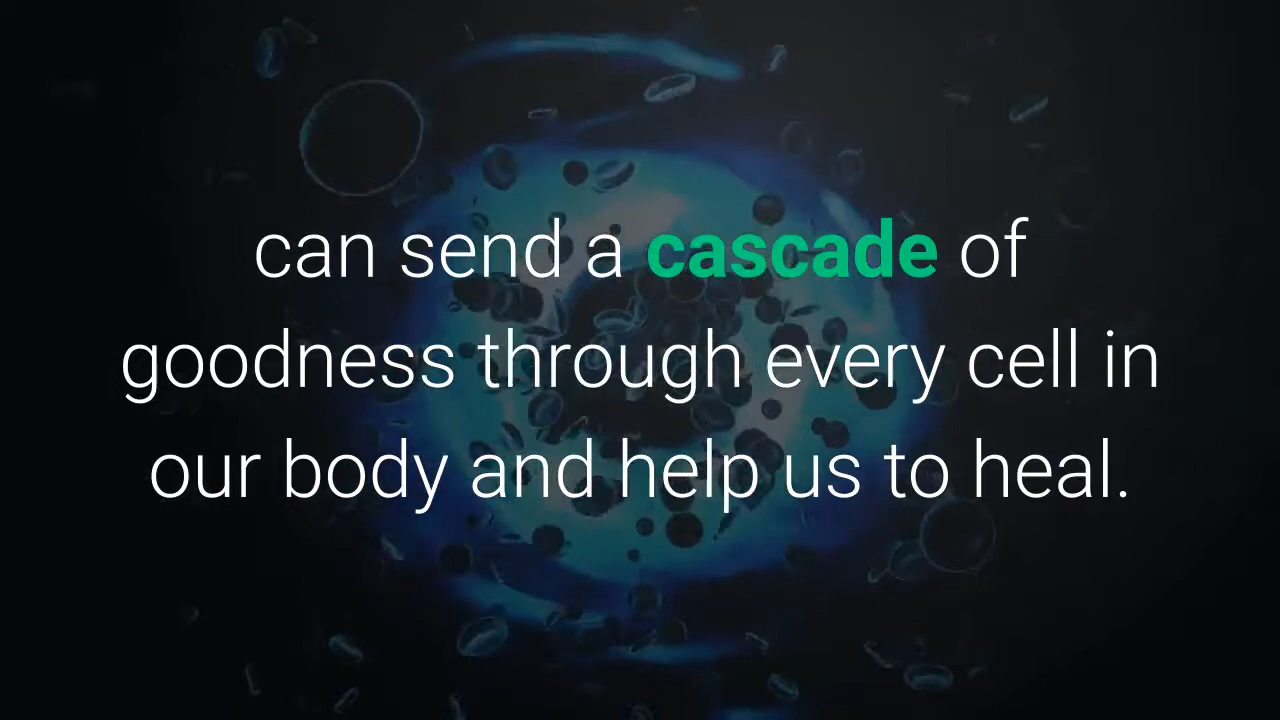 can send a cascade of
goodness through every cell in
our body and help us to heal.